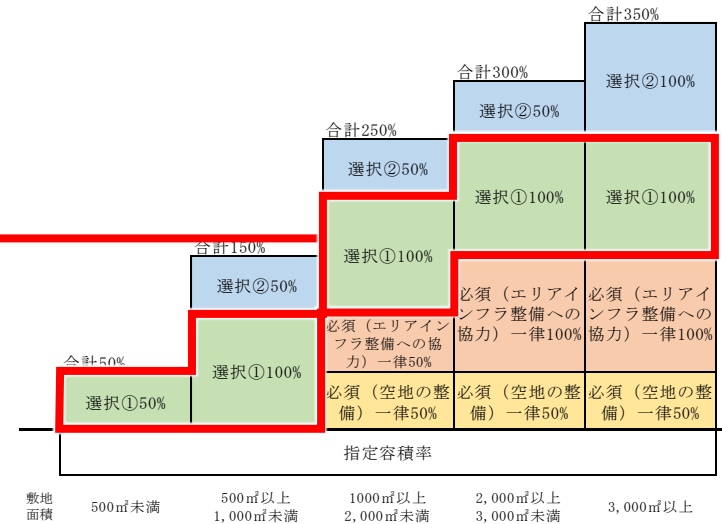 合計350%
選択②100%
合計300%
選択②50%
合計250%
選択②50%
選択①100%
選択①100%
選択①100%
合計150%
選択②50%
必須（エリアイ
ンフラ整備への
協力）一律100%
必須（エリアイ
ンフラ整備への
協力）一律100%
必須（エリアイン
フラ整備への協
力）一律50%
選択①100%
合計50%
選択①50%
必須（空地の整
備）一律50%
必須（空地の整
備）一律50%
必須（空地の整
備）一律50%
指定容積率
敷地
面積
500㎡未満
500㎡以上
1,000㎡未満
1000㎡以上
2,000㎡未満
2,000㎡以上
3,000㎡未満
3,000㎡以上